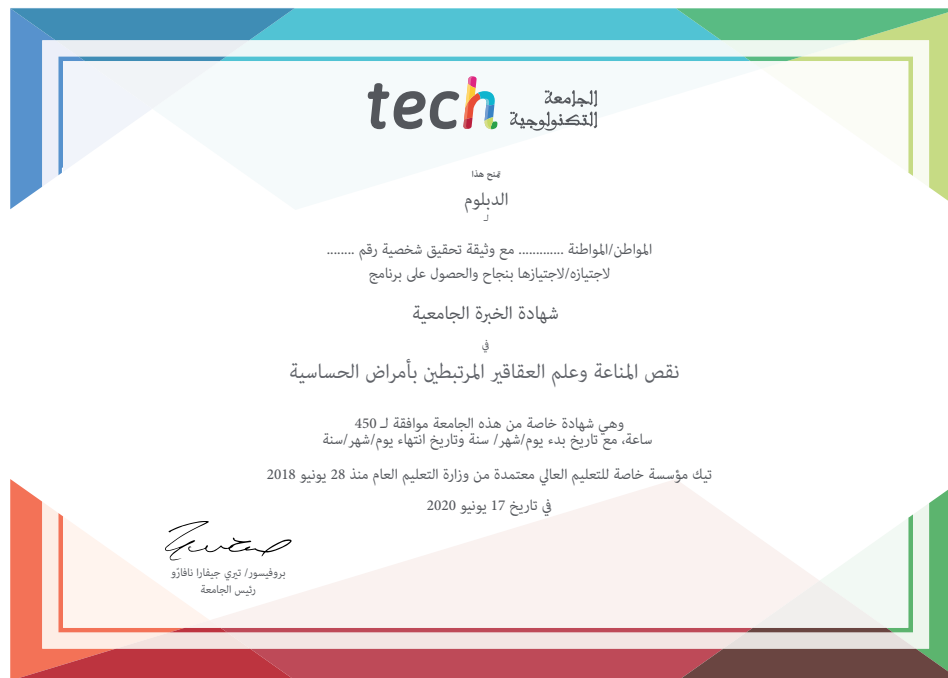 tech الجامعة
التكنولوجية
تمنح هذا
الدبلوم
لـ
المواطن/المواطنة ............. مع وثيقة تحقيق شخصية رقم ........
لاجتيازه/لاجتيازها بنجاح والحصول على برنامج
شهادة الخبرة الجامعية
في
نقص المناعة وعلم العقاقير المرتبطين بأمراض الحساسية
وهي شهادة خاصة من هذه الجامعة موافقة لـ 450
ساعة، مع تاريخ بدء يوم/شهر/ سنة وتاريخ انتهاء يوم/شهر/سنة
تيك مؤسسة خاصة للتعليم العالي معتمدة من وزارة التعليم العام منذ 28 يونيو 2018
في تاريخ 17 يونيو 2020
بروفيسور/ تيري جيفارا نافارّو
رئيس الجامعة